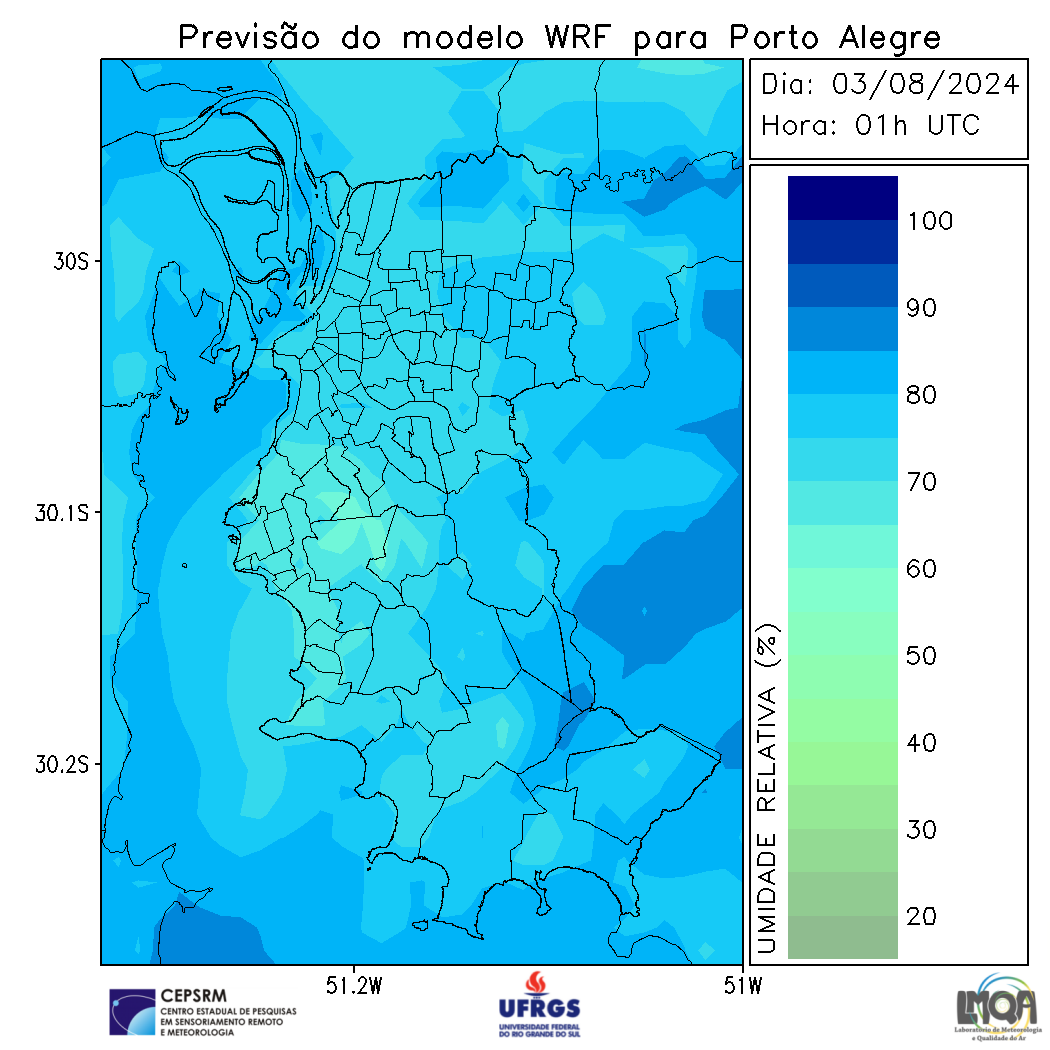 Previsão do modelo WRF para Porto Alegre
Dia: 03/08/2024
Hora: 01h UTC
100
90
80
70
60
50
40
30
20
UMIDADE RELATIVA (%)
30S
30.1S
30.2S
51.2W
51W
CEPSRM
CENTRO ESTADUAL DE PESQUISAS
EM SENSORIAMENTO REMOTO
E METEOROLOGIA
UFRGS
UNIVERSIDADE FEDERAL
DO RIO GRANDE DO SUL
LMQA
Laboratório de Meteorologia
e Qualidade do Ar